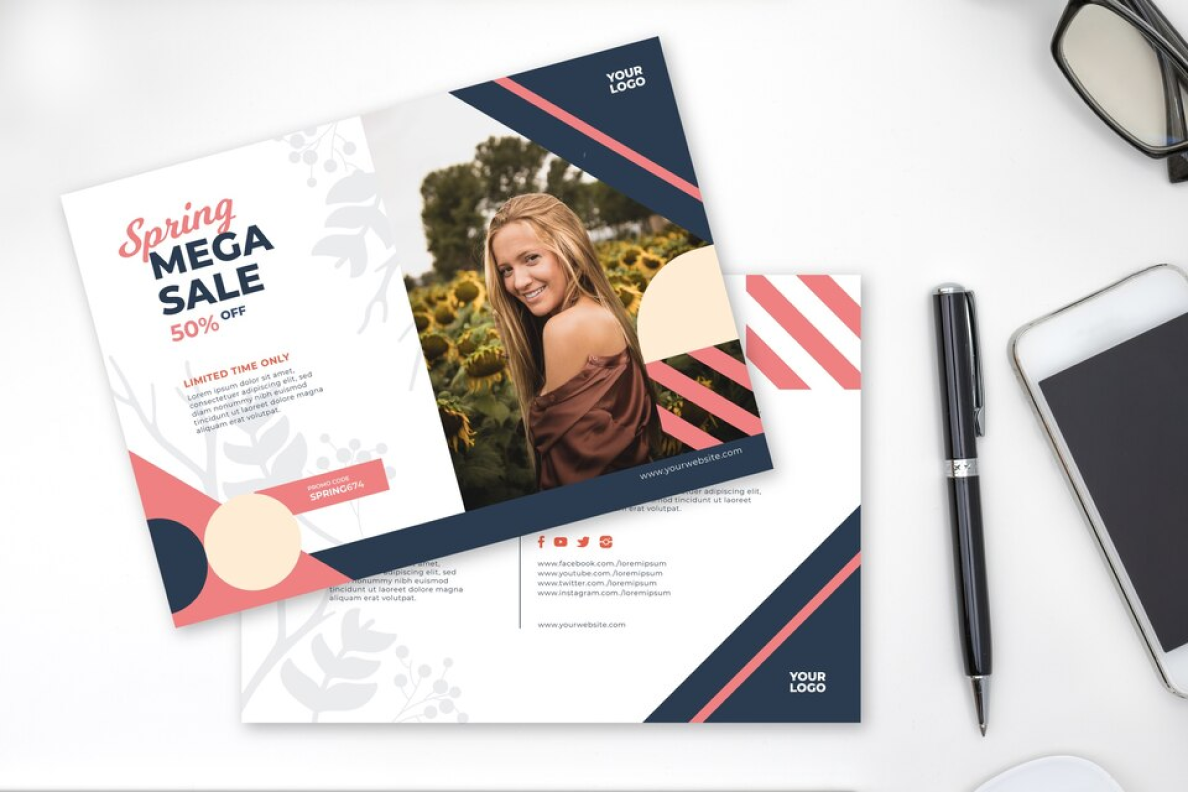 YOUR
LOGO
Spring
MEGA
SALE
50% OFF
LIMITED TIME ONLY
Lorem ipsum dolor sit amet,
consectetuer adipiscing elit, sed
diam nonummy nibh euismod
tincidunt ut laoreet dolore magna
aliquam erat volutpat.
PROMO CODE
SPRING674
www.yourwebsite.com
adipiscing elit,
tincidunt ut laoreet
erat volutpat.
amet,
adipiscing elit, sed
nonummy nibh euismod
tincidunt ut laoreet dolore magna
aliquam erat volutpat.
www.facebook.com./loremipsum
www.youtube.com./loremipsum
www.twitter.com./loremipsum
www.instagram.com./loremipsum
www.yourwebsite.com
YOUR
LOGO